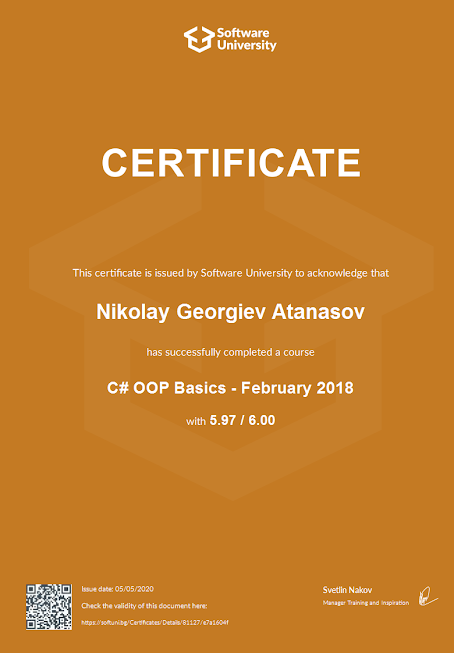 Software
University
CERTIFICATE
This certificate is issued by Software University to acknowledge that
Nikolay Georgiev Atanasov
has successfully completed a course
C# OOP Basics - February 2018
with 5.97 / 6.00
Issue date: 05/05/2020
Check the validity of this document here:
https://softuni.bg/Certificates/Details/81127/e7a1604f
Svetlin Nakov
Manager Training and Inspiration